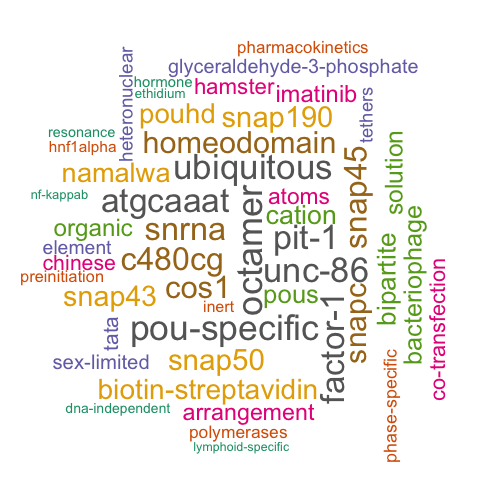 pharmacokinetics
glyceraldehyde-3-phosphate
heteronuclear
hormone
hamster
imatinib
ethidium
tethers
pouhd
snap190
resonance
homeodomain
hnf1alpha
namalwa
ubiquitous
snap45
solution
nf-kappab
atgcaaat
octamer
atoms
cation
organic
snrna
pit-1
element
chinese
c480cg
unc-86
snapc
bipartite
bacteriophage
preinitiation
cos1
snap43
inert
pous
factor-1
co-transfection
tata
pou-specific
sex-limited
snap50
phase-specific
biotin-streptavidin
dna-independent
arrangement
polymerases
lymphoid-specific